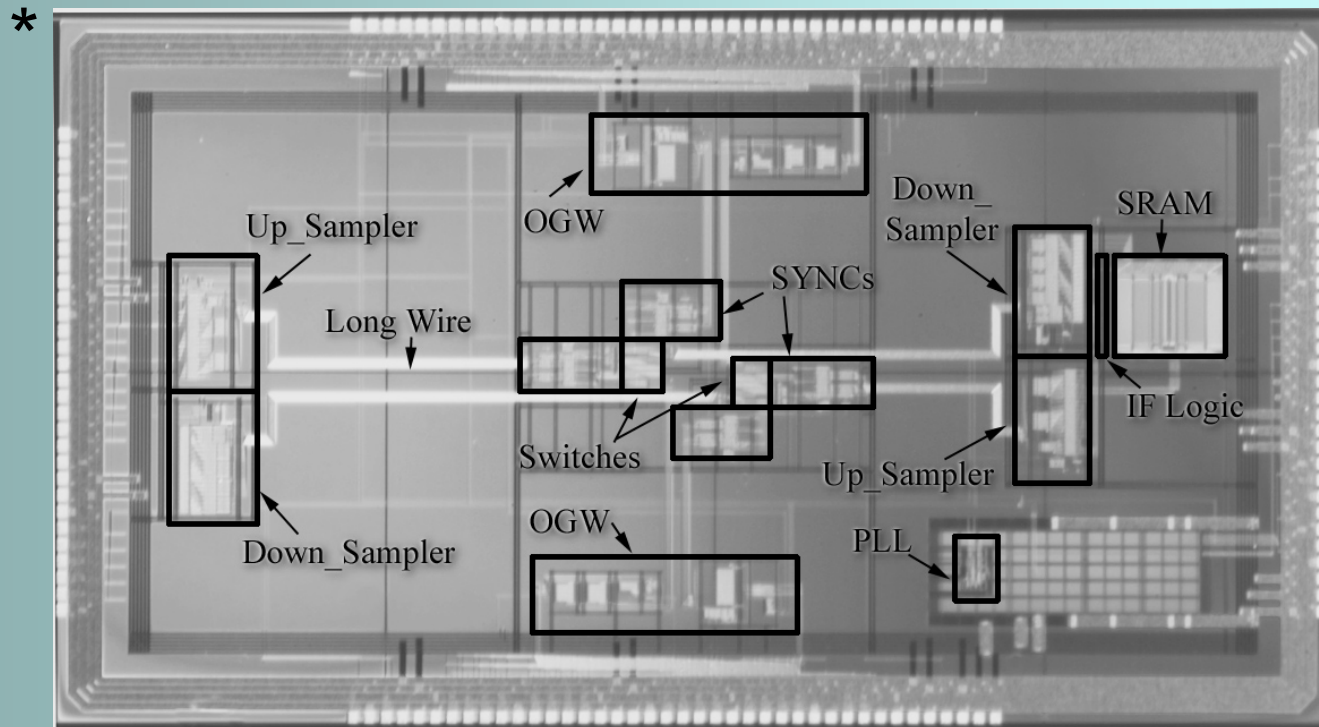 *
OGW
Down_
Sampler
SRAM
Up_Sampler
SYNCs
Long Wire
IF Logic
Switches
Up_Sampler
OGW
PLL
Down_Sampler